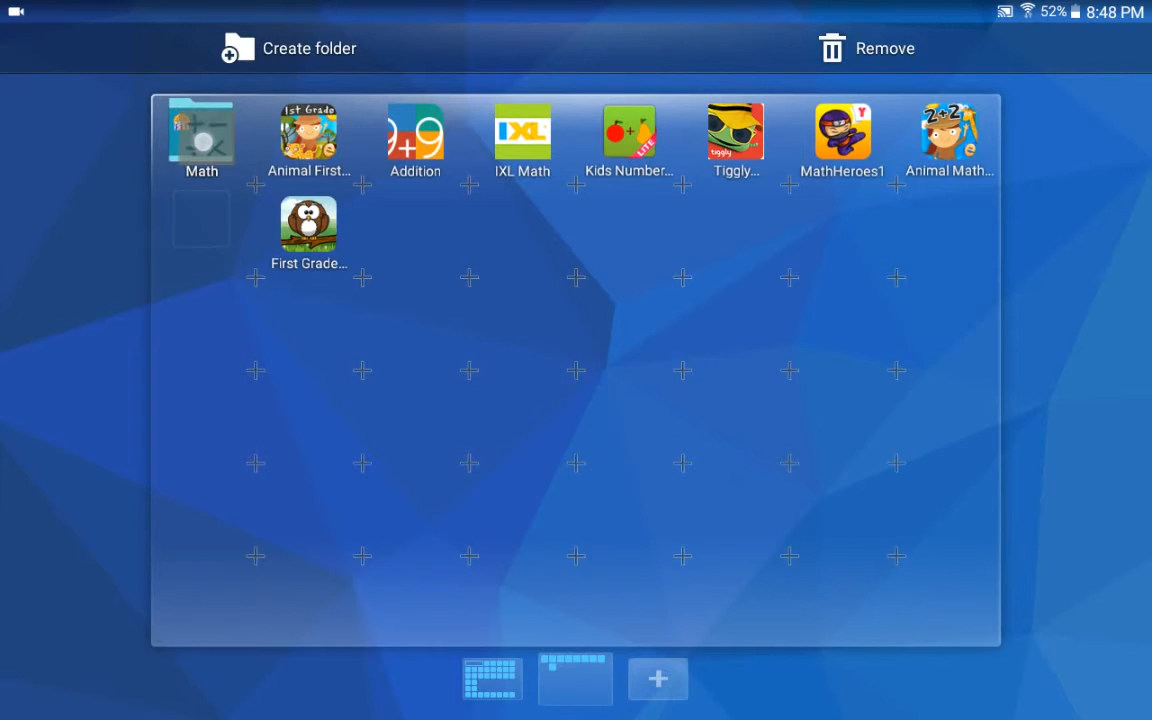 52% 8:48 PM
Create folder
Remove
1st Grade
9+9
IXL
LITE
tiggly
Y
2+2
Math
Animal First...
Addition
IXL Math
Kids Number...
Tiggly...
MathHeroes1
Animal Math...
First Grade...